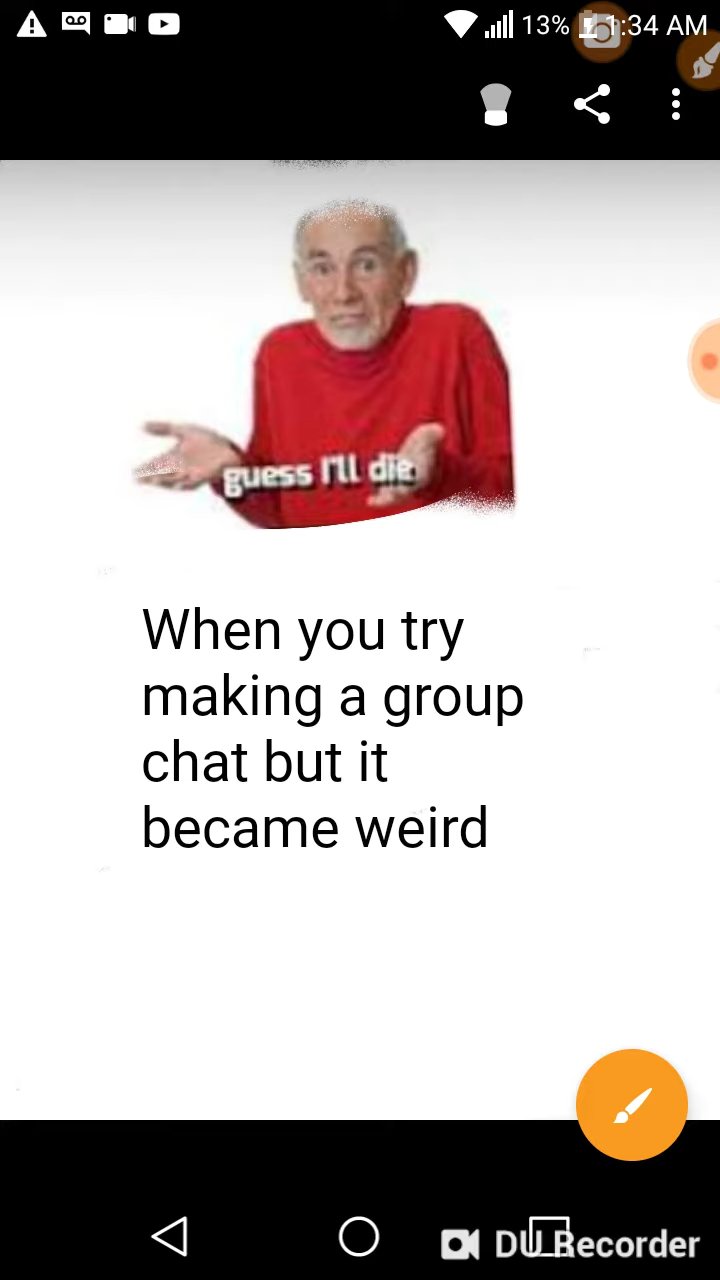 13% 1:34 AM
guess I'll die
When you try
making a group
chat but it
became weird
DU Recorder